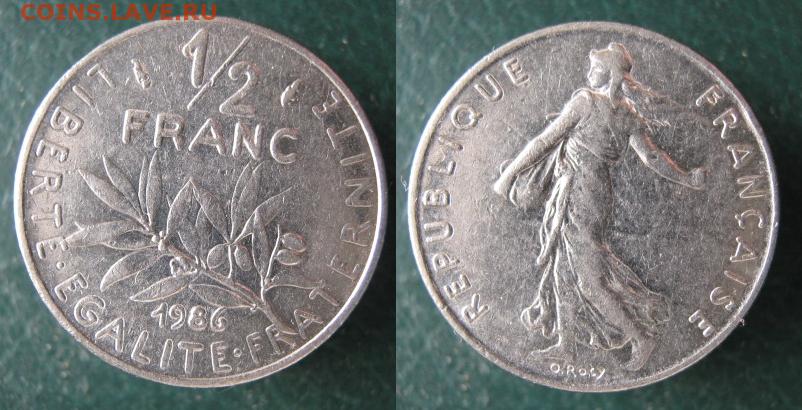 COINS.LAVE.RU
1/2
FRANC
LIBERTE·EGALITE·FRATERNITE
1986
REPUBLIQUE FRANÇAISE
O.Roty